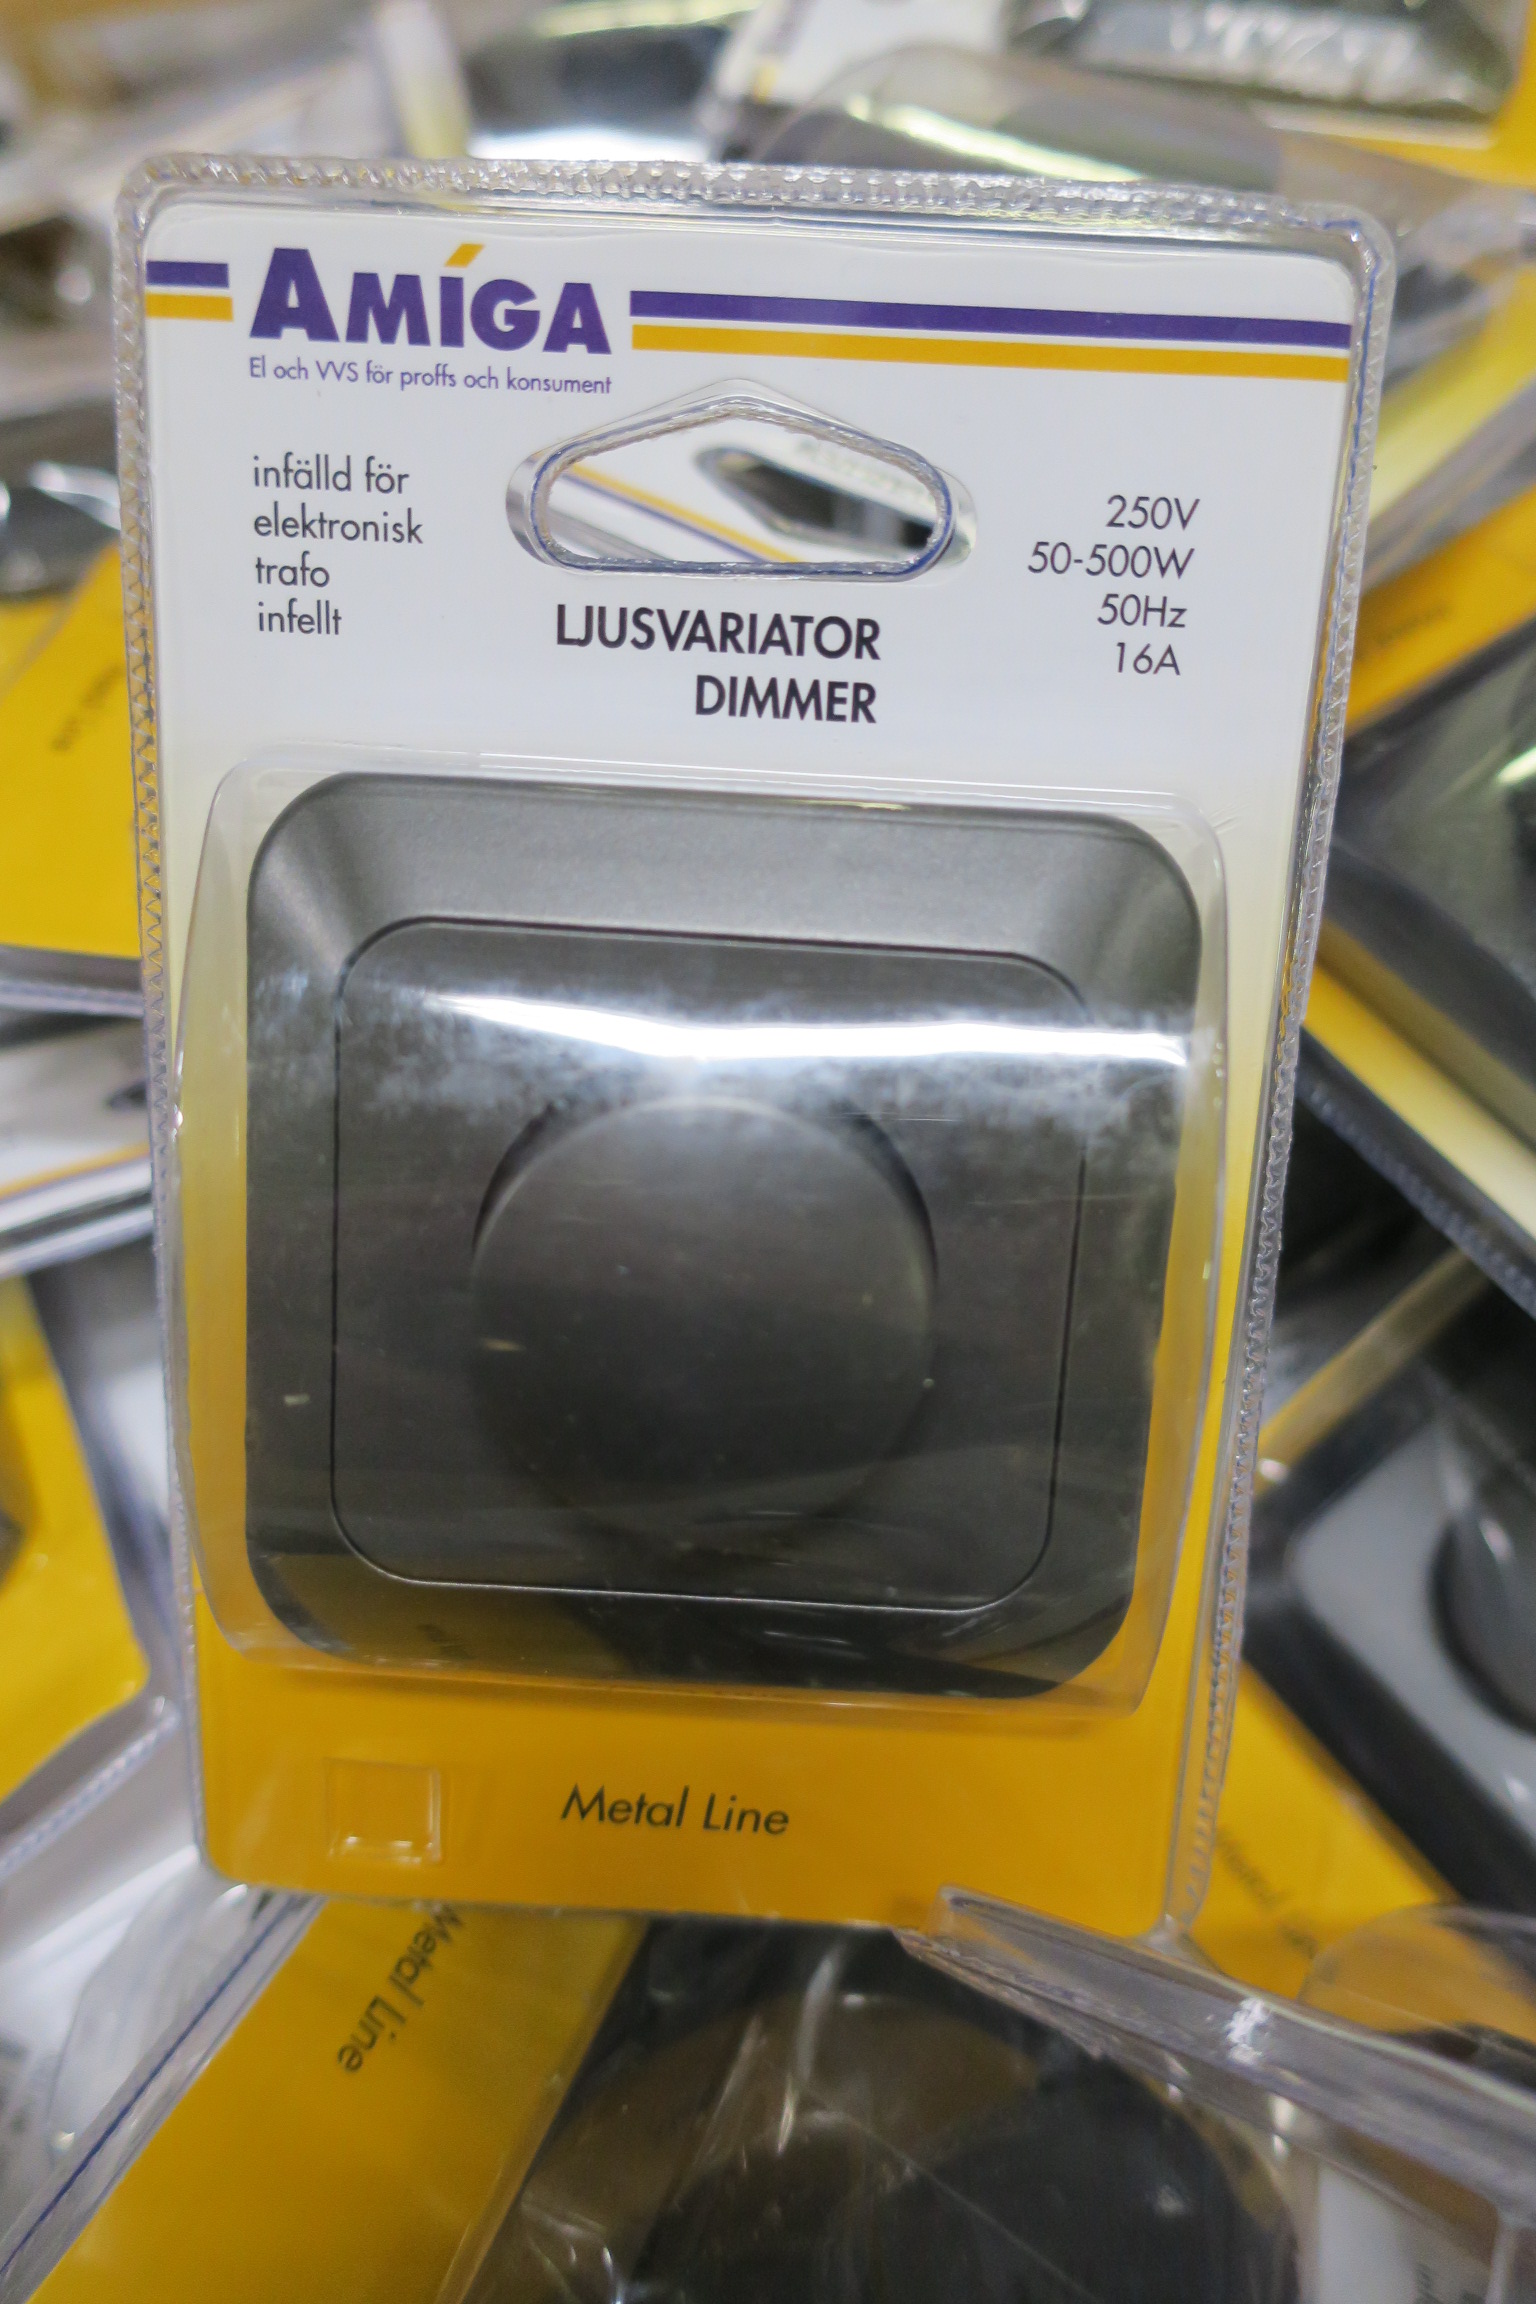 AMIGA
El och VVS för proffs och konsument
infälld för
elektronisk
trafo
infellt
250V
50-500W
50Hz
16A
LJUSVARIATOR
DIMMER
Metal Line
Metal Line